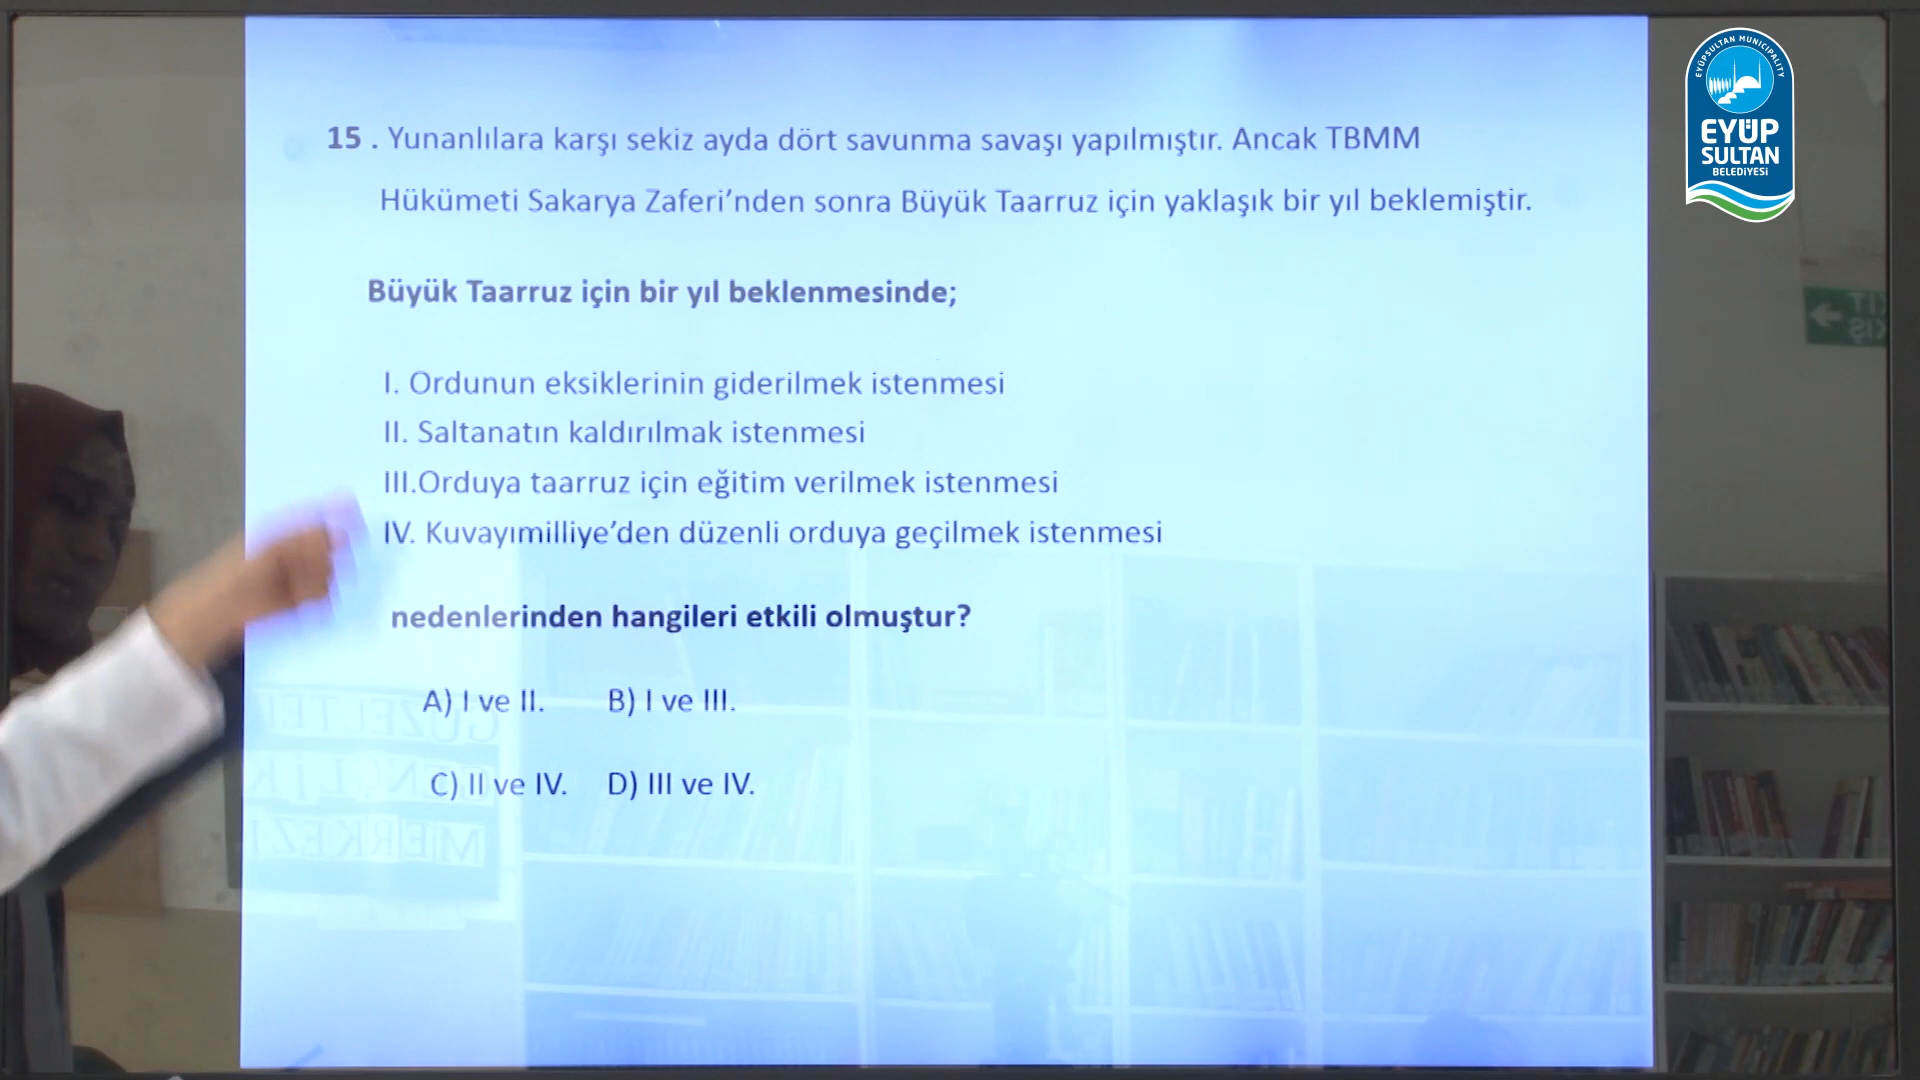 15 . Yunanlılara karşı sekiz ayda dört savunma savaşı yapılmıştır. Ancak TBMM
Hükümeti Sakarya Zaferi’nden sonra Büyük Taarruz için yaklaşık bir yıl beklemiştir.
Büyük Taarruz için bir yıl beklenmesinde;
I. Ordunun eksiklerinin giderilmek istenmesi
II. Saltanatın kaldırılmak istenmesi
III.Orduya taarruz için eğitim verilmek istenmesi
IV. Kuvayımilliye’den düzenli orduya geçilmek istenmesi
nedenlerinden hangileri etkili olmuştur?
A) I ve II. B) I ve III.
C) II ve IV. D) III ve IV.
EYÜPSULTAN MUNICIPALITY
EYÜP
SULTAN
BELEDİYESİ
GÜZELTEPE
GENÇLİK
MERKEZİ